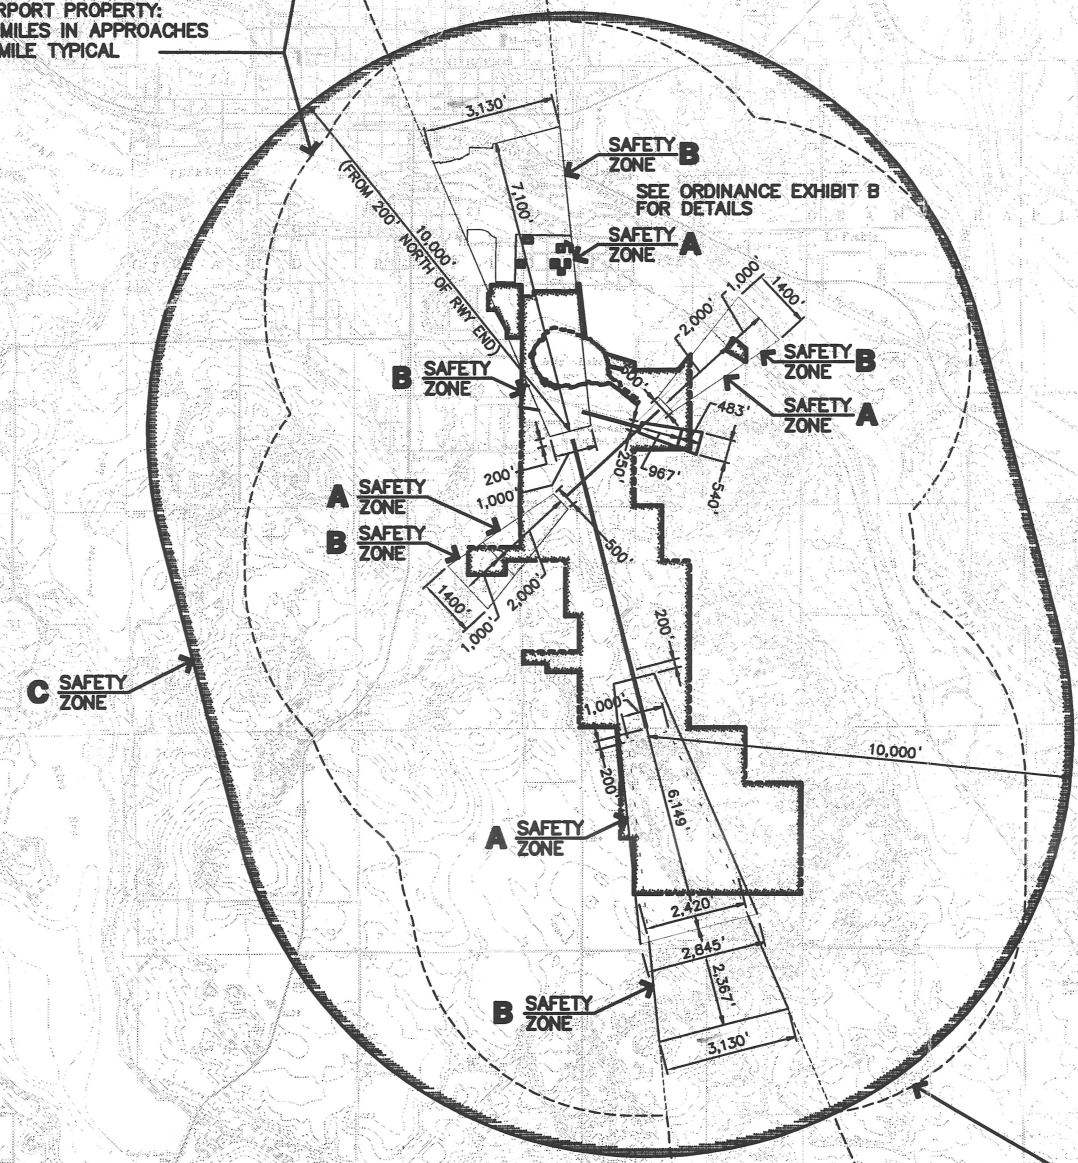 RPORT PROPERTY:
MILES IN APPROACHES
MILE TYPICAL
3,130'
SAFETY
ZONE B
SEE ORDINANCE EXHIBIT B
FOR DETAILS
7,100'
SAFETY
ZONE A
10,000'
(FROM 200' NORTH OF RWY END)
1,000'
1400'
2,000'
B SAFETY
ZONE
SAFETY
ZONE B
500'
SAFETY
ZONE A
483'
250'
967'
540'
200'
1,000'
A SAFETY
ZONE
B SAFETY
ZONE
500'
2,000'
1400'
1,000'
200'
C SAFETY
ZONE
1,000'
10,000'
200'
6,149'
A SAFETY
ZONE
2,420'
2,845'
2,367'
B SAFETY
ZONE
3,130'